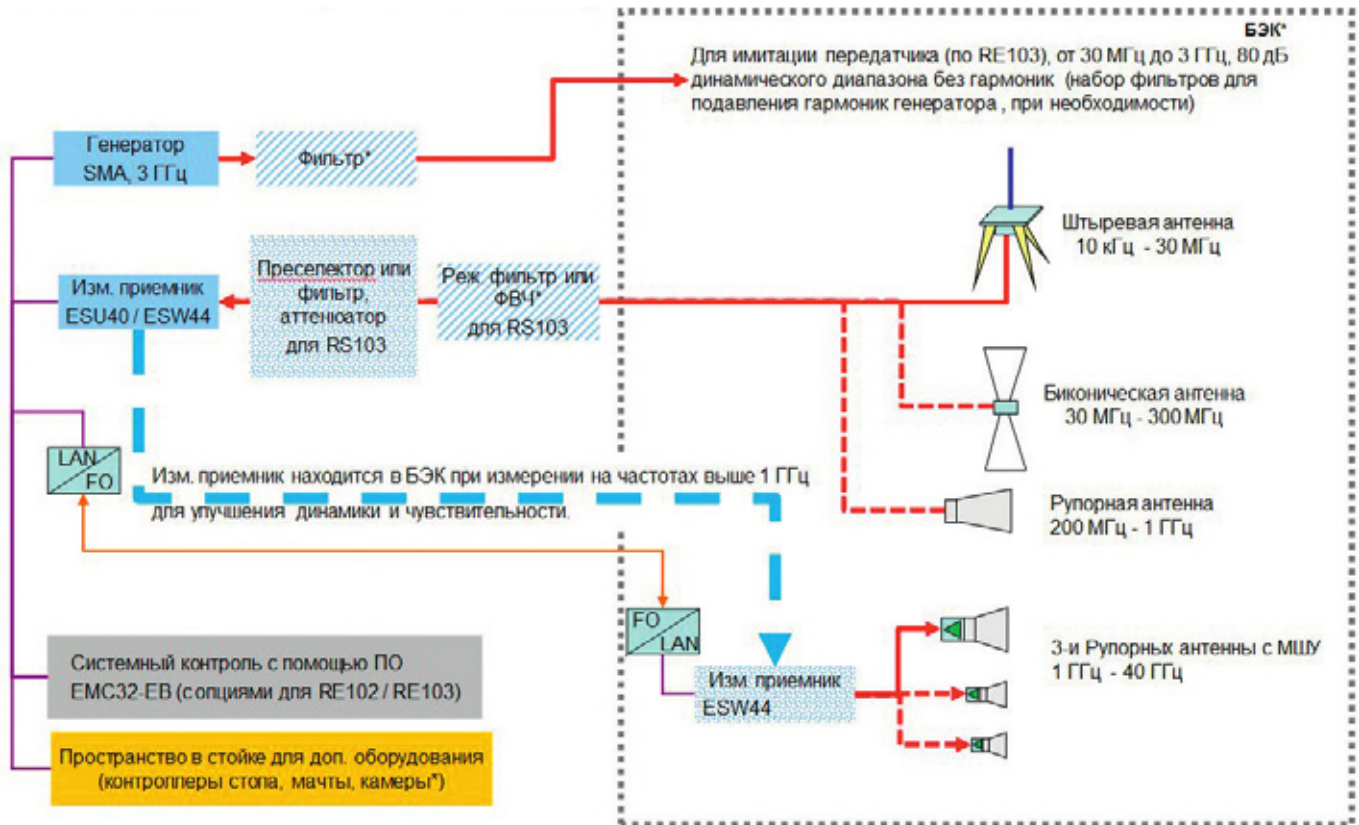 БЭК*
Для имитации передатчика (по RE103), от 30 МГц до 3 ГГц, 80 дБ
динамического диапазона без гармоник (набор фильтров для
подавления гармоник генератора , при необходимости)
Генератор
SMA, 3 ГГц
Фильтр*
Штыревая антенна
10 кГц - 30 МГц
Изм. приемник
ESU40 / ESW44
Преселектор или
фильтр,
аттенюатор
для RS103
Реж. фильтр или
ФВЧ*
для RS103
Биконическая антенна
30 МГц - 300 МГц
LAN
FO
Изм. приемник находится в БЭК при измерении на частотах выше 1 ГГц
для улучшения динамики и чувствительности.
Рупорная антенна
200 МГц - 1 ГГц
FO
LAN
3-и Рупорных антенны с МШУ
1 ГГц - 40 ГГц
Изм. приемник
ESW44
Системный контроль с помощью ПО
EMC32-EB (с опциями для RE102 / RE103)
Пространство в стойке для доп. оборудования
(контропперы стопа, мачты, камеры*)